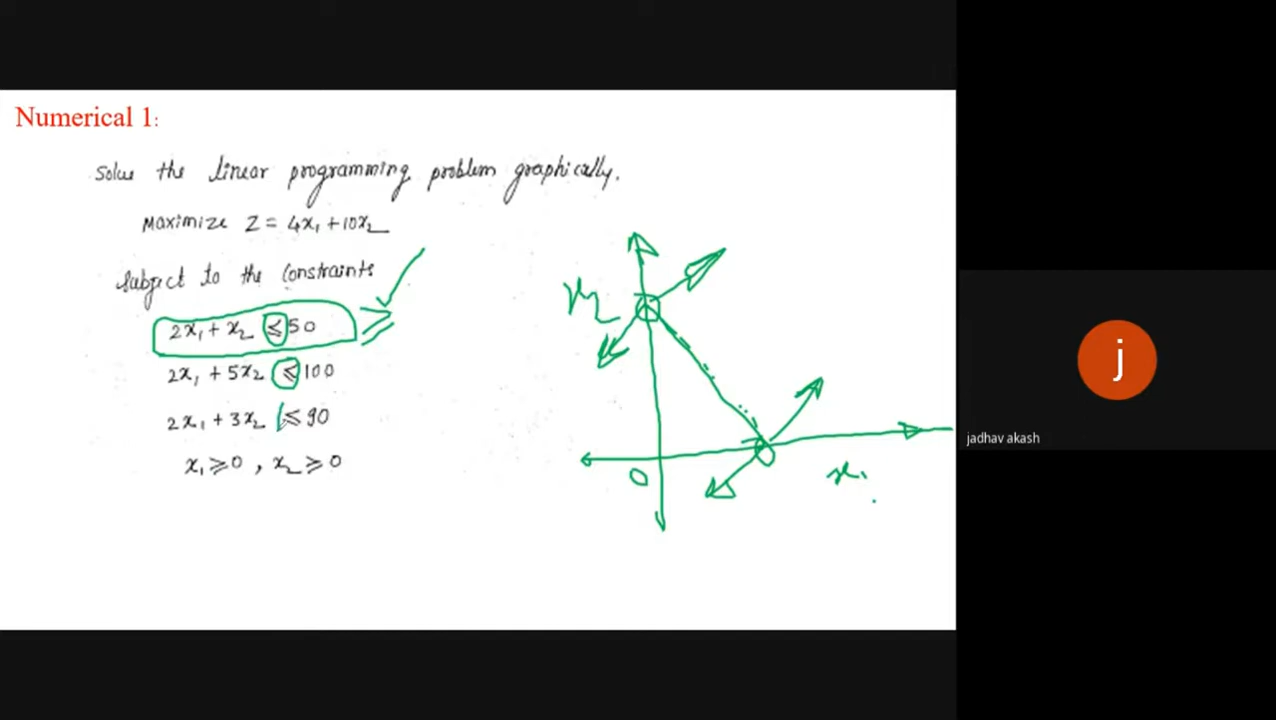 Numerical 1:
Solve the linear programming problem graphically.
Maximize Z = 4x₁ + 10x₂
Subject to the Constraints
2x₁ + x₂ ≤ 50
2x₁ + 5x₂ ≤ 100
2x₁ + 3x₂ ≤ 90
x₁ ≥ 0 , x₂ ≥ 0
≥
x₂
0
x₁
j
jadhav akash